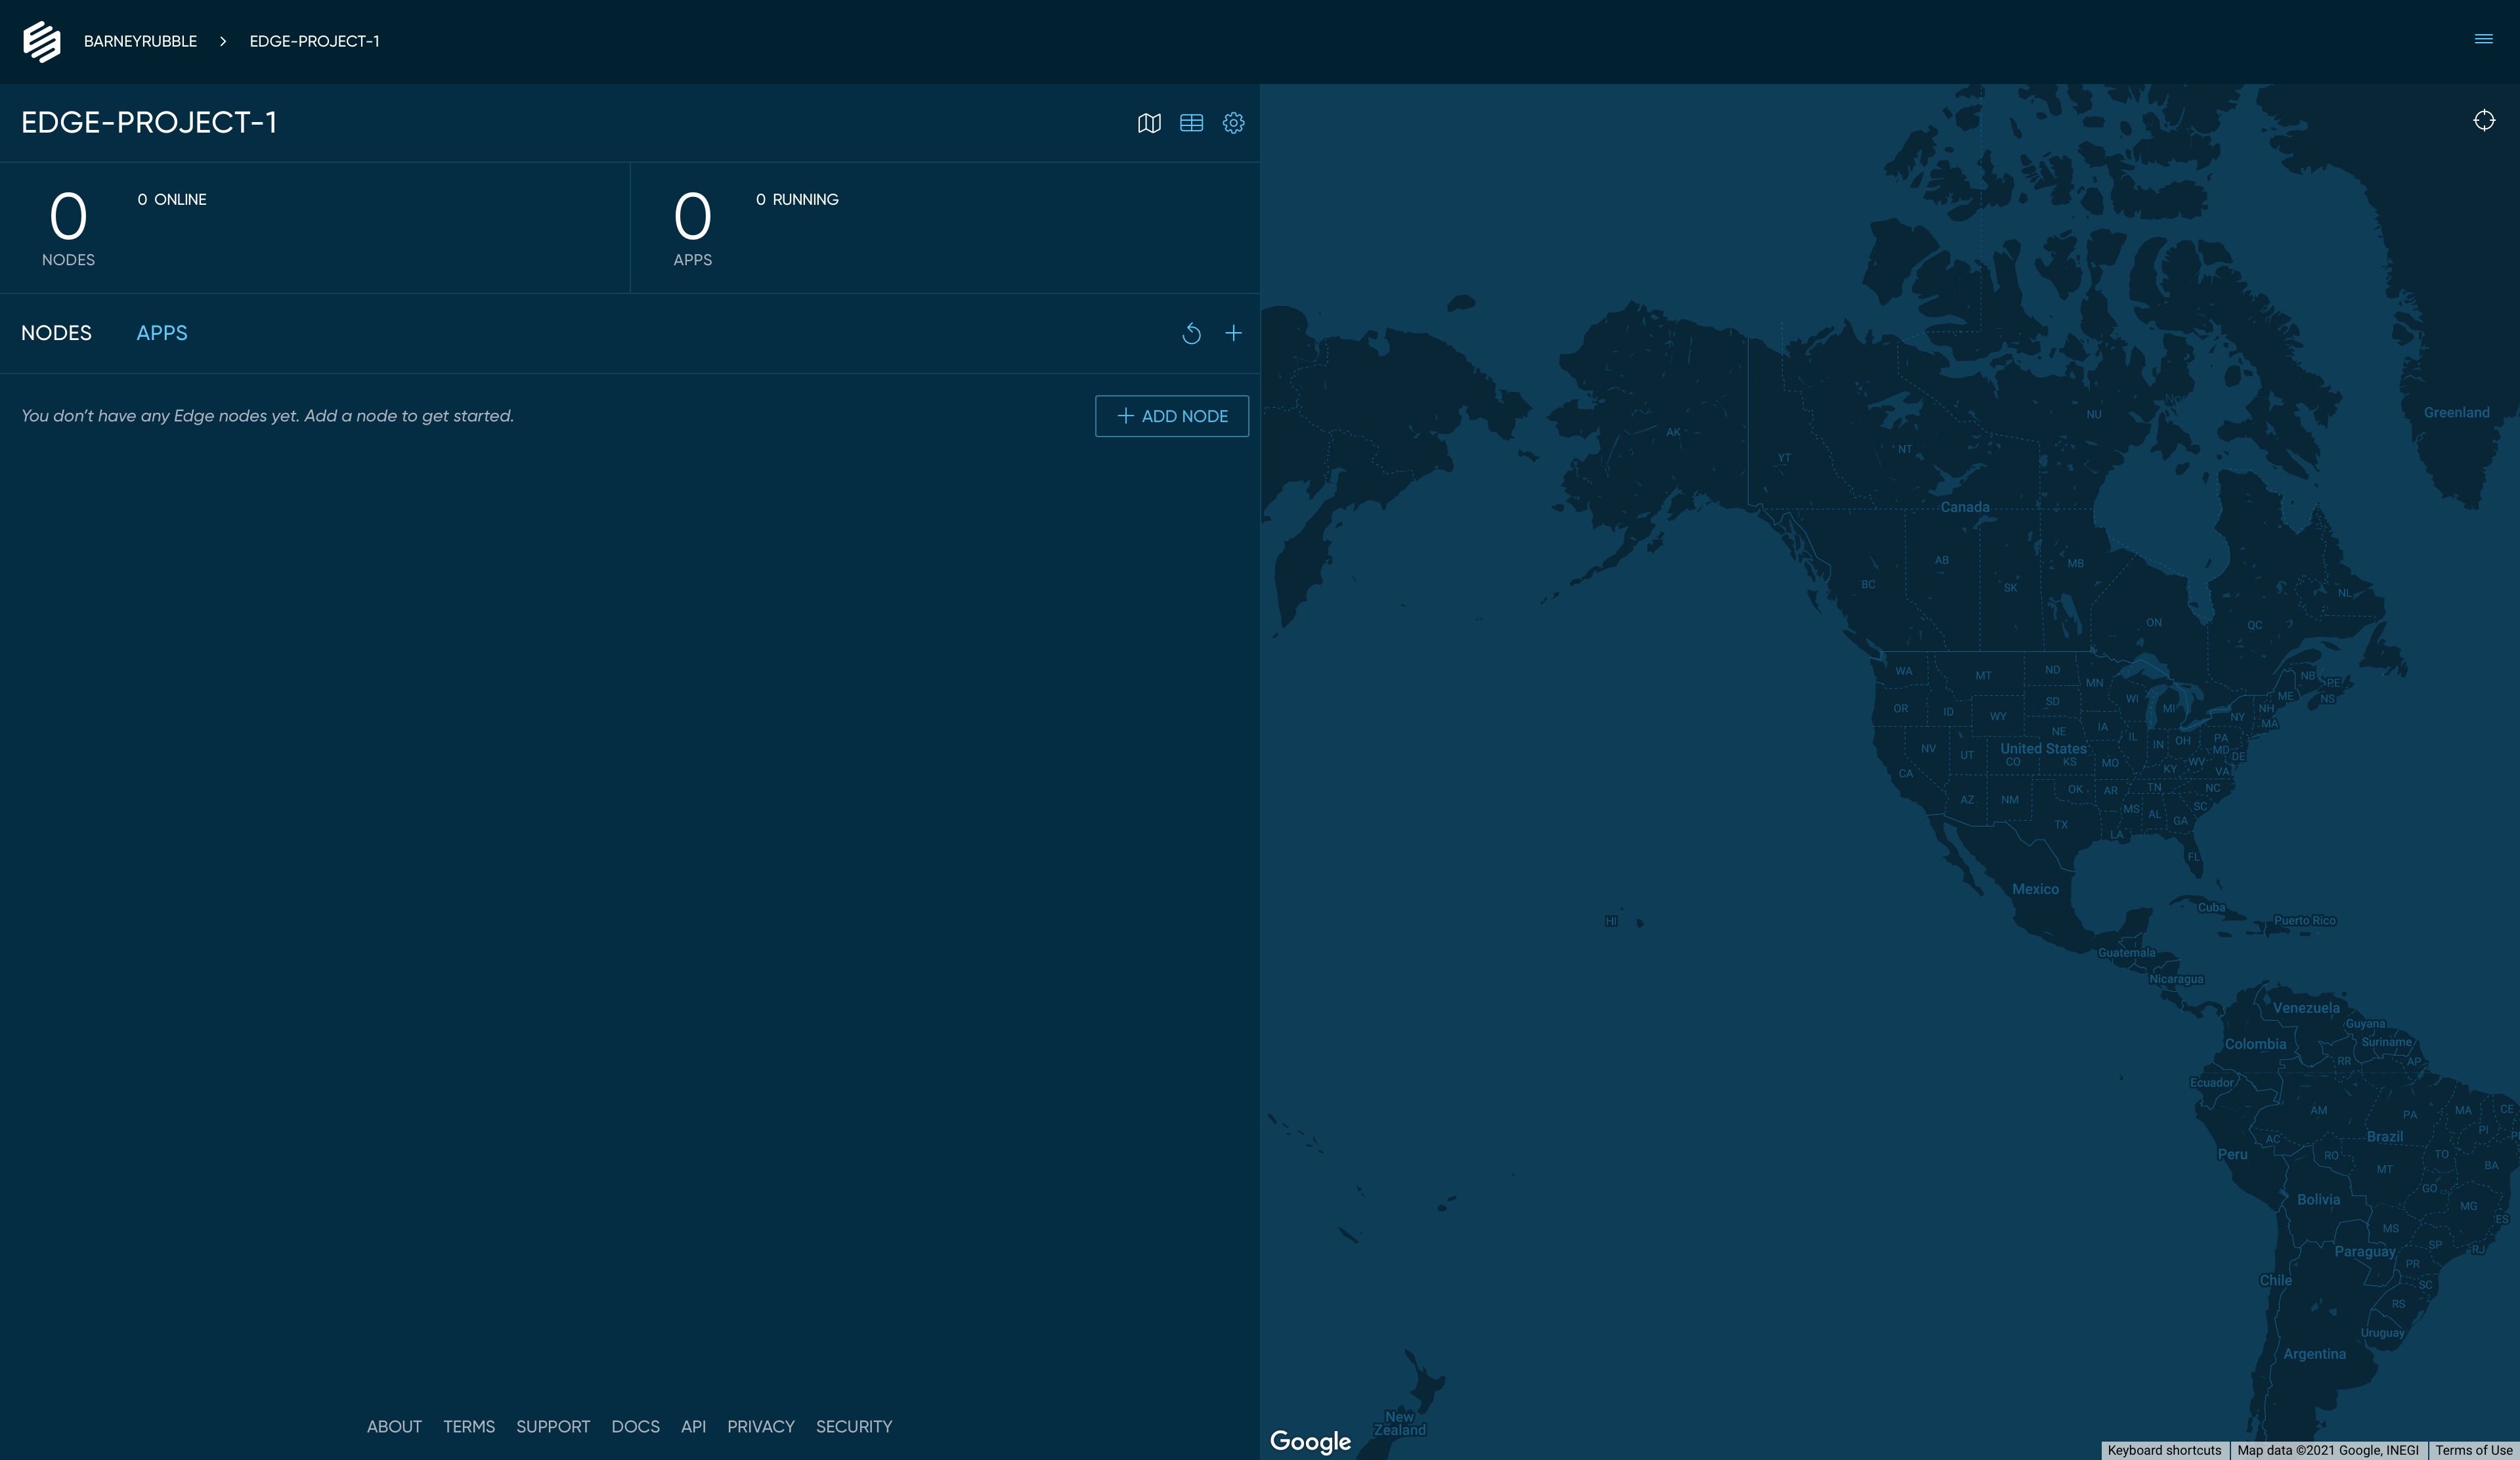 BARNEYRUBBLE > EDGE-PROJECT-1
EDGE-PROJECT-1
0 NODES
0 ONLINE
0 APPS
0 RUNNING
NODES APPS
You don't have any Edge nodes yet. Add a node to get started.
+ ADD NODE
ABOUT TERMS SUPPORT DOCS API PRIVACY SECURITY
NU
Greenland
AK
YT
NT
Canada
AB
MB
BC
SK
NL
ON
QC
WA
MT
ND
MN
NB
PE
ME
NS
OR
ID
WY
SD
WI
MI
NY
NH
MA
NE
IA
IL
IN
OH
PA
MD
DE
NV
UT
United States
CO
KS
MO
KY
WV
VA
CA
AZ
NM
OK
AR
TN
NC
MS
AL
SC
GA
TX
LA
FL
Mexico
HI
Cuba
Puerto Rico
Guatemala
Nicaragua
Venezuela
Guyana
Colombia
Suriname
RR
AP
Ecuador
AM
PA
MA
CE
PI
AC
Brazil
Peru
RO
TO
MT
BA
GO
Bolivia
MG
MS
ES
SP
RJ
Paraguay
PR
Chile
SC
RS
Uruguay
Argentina
New
Zealand
Google
Keyboard shortcuts
Map data ©2021 Google, INEGI
Terms of Use